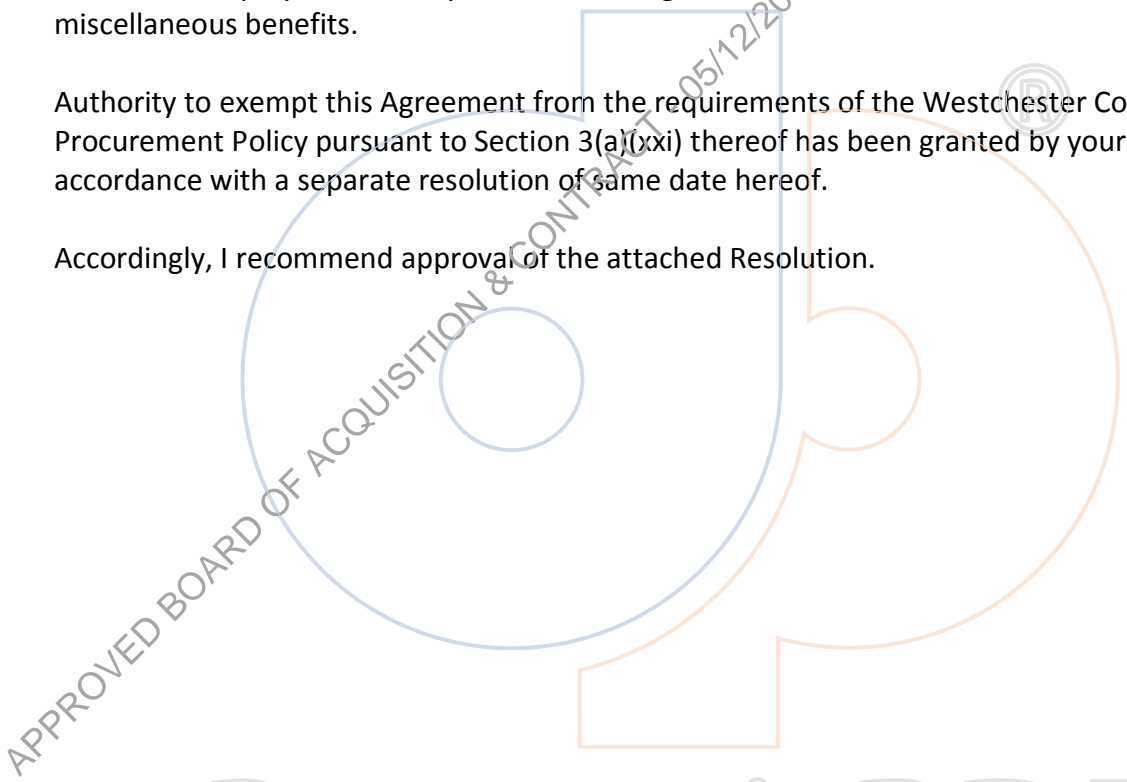 miscellaneous benefits.
Authority to exempt this Agreement from the requirements of the Westchester Co
Procurement Policy pursuant to Section 3(a)(xxi) thereof has been granted by your
accordance with a separate resolution of same date hereof.
Accordingly, I recommend approval of the attached Resolution.
APPROVED BOARD OF ACQUISITION & CONTRACT 05/12/20
®